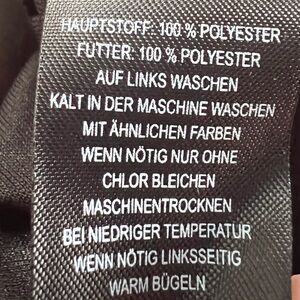 HAUPTSTOFF: 100 % POLYESTER
FUTTER: 100 % POLYESTER
AUF LINKS WASCHEN
KALT IN DER MASCHINE WASCHEN
MIT ÄHNLICHEN FARBEN
WENN NÖTIG NUR OHNE
CHLOR BLEICHEN
MASCHINENTROCKNEN
BEI NIEDRIGER TEMPERATUR
WENN NÖTIG LINKSSEITIG
WARM BÜGELN